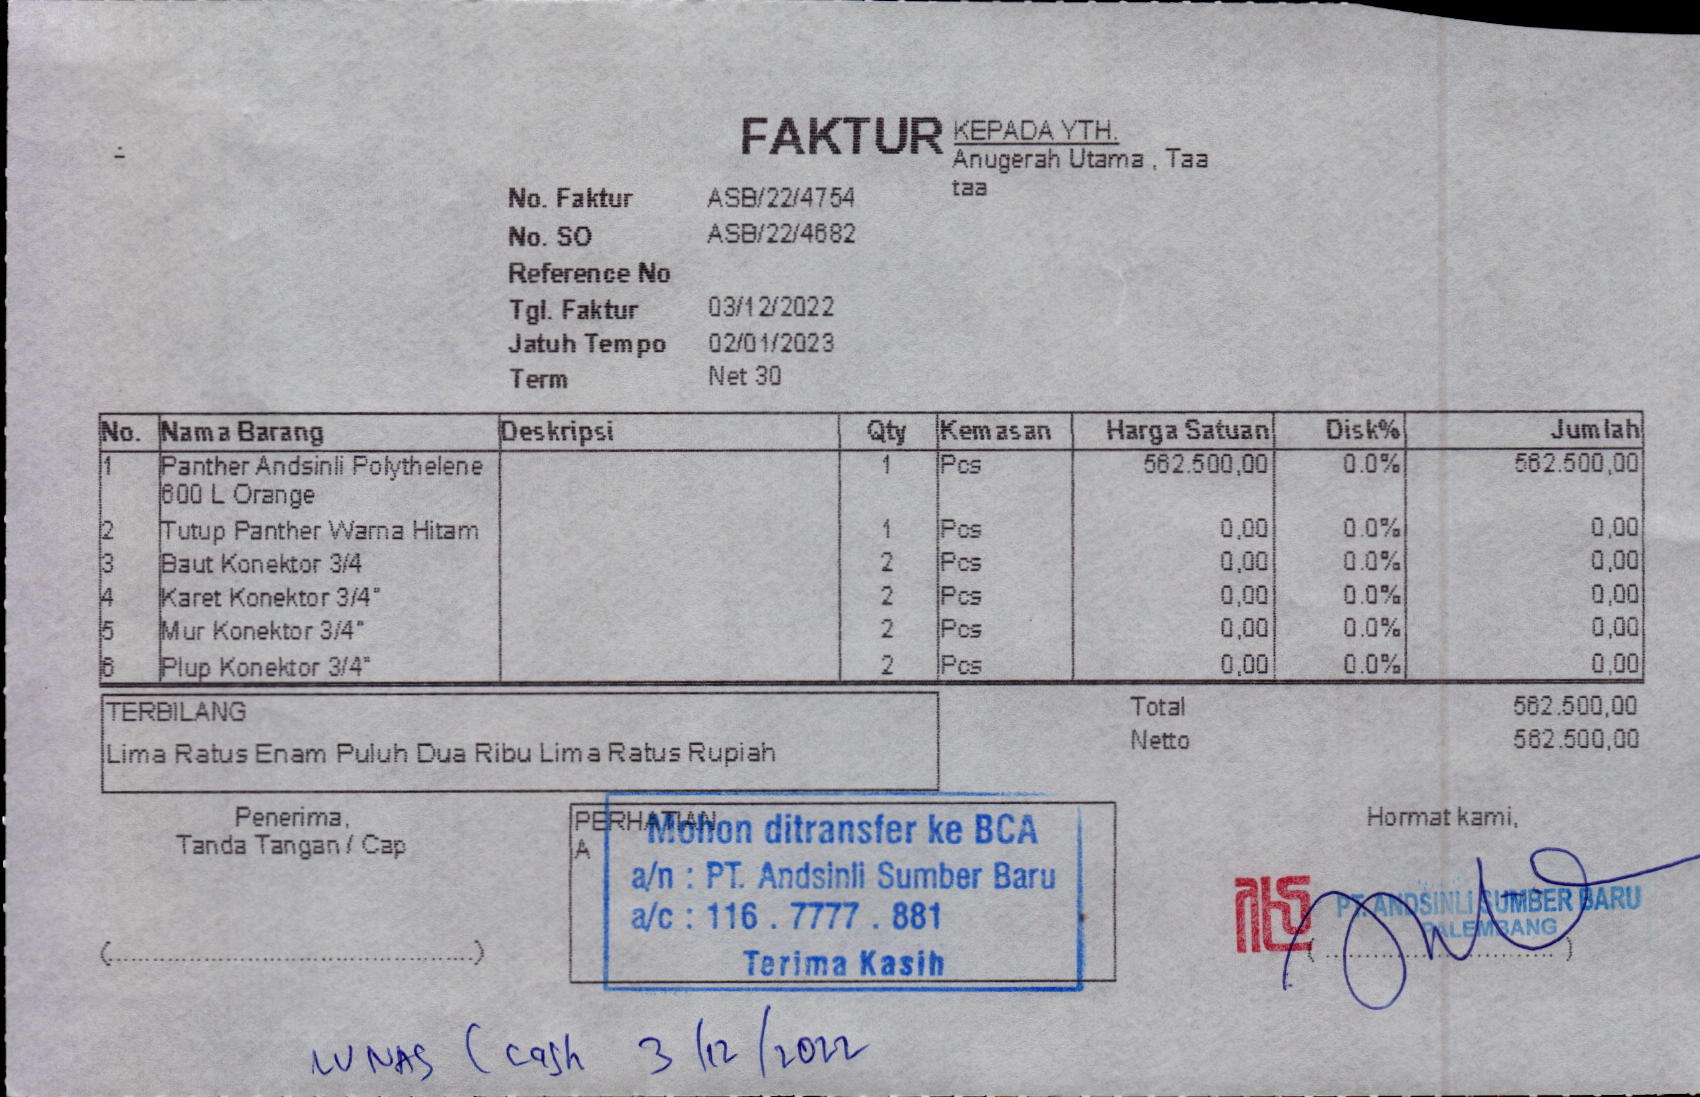 FAKTUR
KEPADA YTH.
Anugerah Utama , Taa
taa
No. Faktur ASB/22/4754
No. SO ASB/22/4682
Reference No
Tgl. Faktur 03/12/2022
Jatuh Tempo 02/01/2023
Term Net 30
No. Nama Barang Deskripsi Qty Kemasan Harga Satuan Disk% Jumlah
1 Panther Andsinli Polythelene 1 Pcs 562.500,00 0.0% 562.500,00
600 L Orange
2 Tutup Panther Warna Hitam 1 Pcs 0,00 0.0% 0,00
3 Baut Konektor 3/4 2 Pcs 0,00 0.0% 0,00
4 Karet Konektor 3/4" 2 Pcs 0,00 0.0% 0,00
5 Mur Konektor 3/4" 2 Pcs 0,00 0.0% 0,00
6 Plup Konektor 3/4" 2 Pcs 0,00 0.0% 0,00
TERBILANG
Lima Ratus Enam Puluh Dua Ribu Lima Ratus Rupiah
Total 562.500,00
Netto 562.500,00
Penerima,
Tanda Tangan / Cap
(............................................)
PERHATIAN
A
Mohon ditransfer ke BCA
a/n : PT. Andsinli Sumber Baru
a/c : 116 . 7777 . 881
Terima Kasih
Hormat kami,
PT. ANDSINLI SUMBER BARU
PALEMBANG
(............................)
LUNAS ( cash 3/12/2022